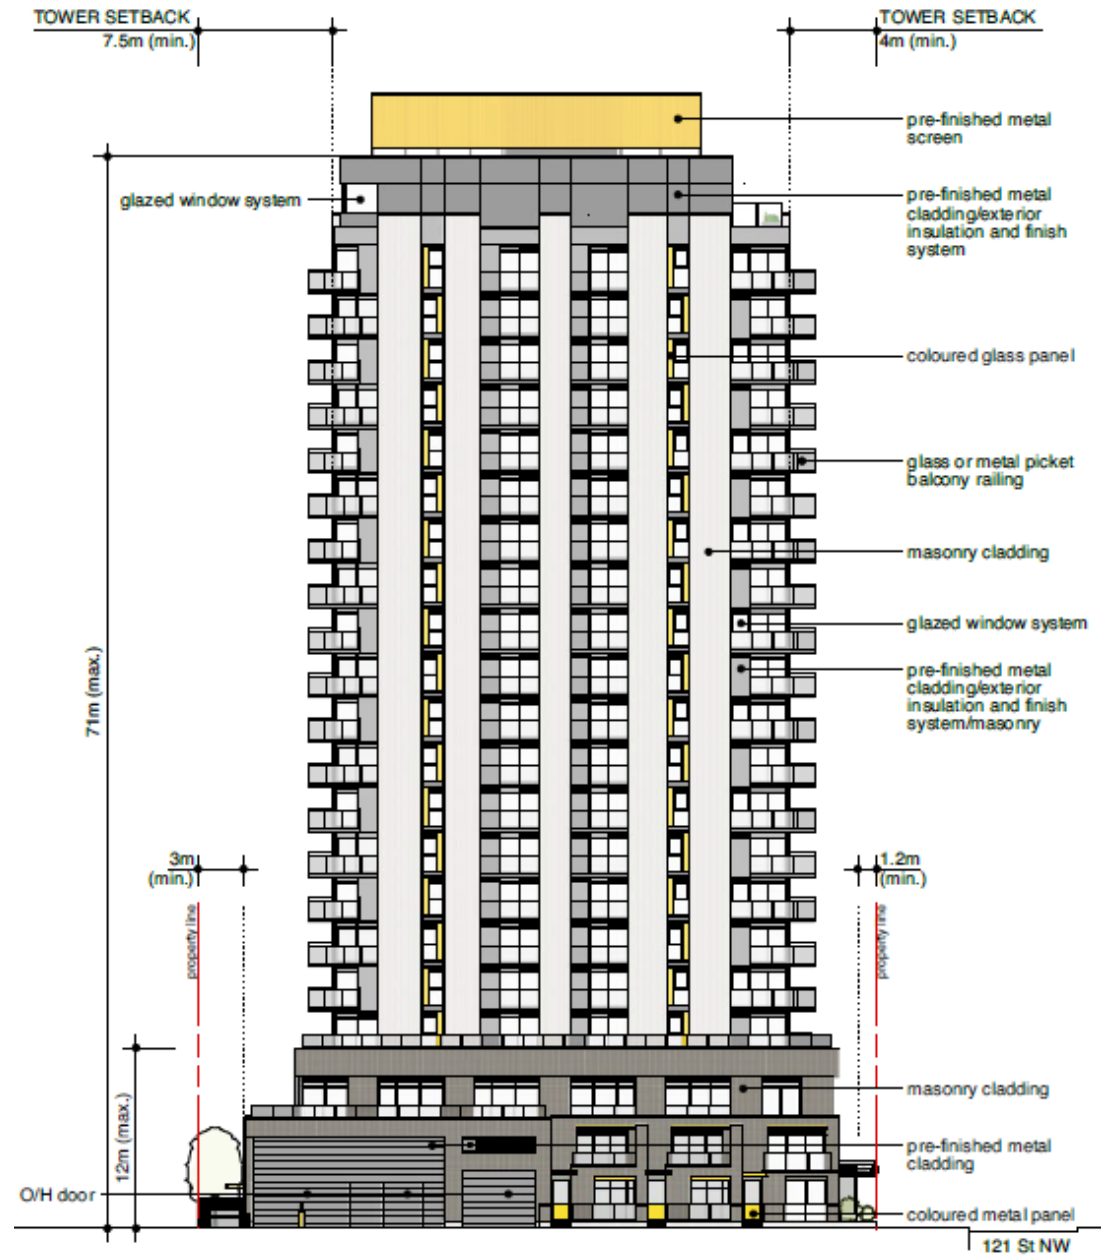 TOWER SETBACK
7.5m (min.)
TOWER SETBACK
4m (min.)
pre-finished metal
screen
glazed window system
pre-finished metal
cladding/exterior
insulation and finish
system
coloured glass panel
glass or metal picket
balcony railing
masonry cladding
glazed window system
pre-finished metal
cladding/exterior
insulation and finish
system/masonry
71m (max.)
3m
(min.)
1.2m
(min.)
property line
property line
masonry cladding
12m (max.)
pre-finished metal
cladding
O/H door
coloured metal panel
121 St NW